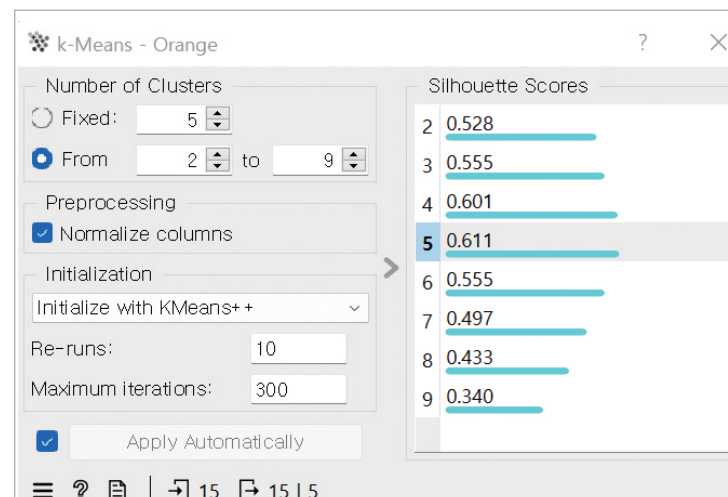 k-Means - Orange
?
Number of Clusters
Fixed: 5
From 2 to 9
Preprocessing
Normalize columns
Initialization
Initialize with KMeans++
Re-runs: 10
Maximum iterations: 300
Apply Automatically
? 15 15 | 5
Silhouette Scores
2 0.528
3 0.555
4 0.601
5 0.611
6 0.555
7 0.497
8 0.433
9 0.340